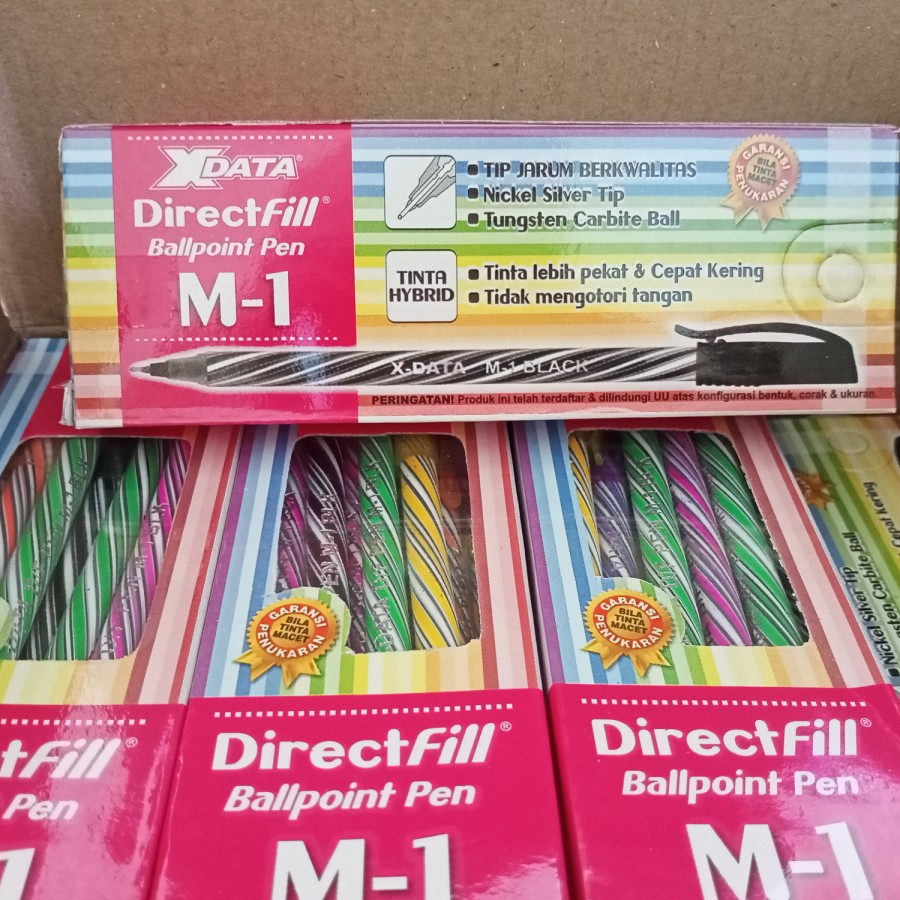 XDATA®
DirectFill®
Ballpoint Pen
M-1
TIP JARUM BERKWALITAS
Nickel Silver Tip
Tungsten Carbite Ball
TINTA
HYBRID
Tinta lebih pekat & Cepat Kering
Tidak mengotori tangan
GARANSI
BILA
TINTA
MACET
PENUKARAN
X-DATA M-1 BLACK
PERINGATAN! Produk ini telah terdaftar & dilindungi UU atas konfigurasi bentuk, corak & ukuran.
GARANSI
BILA
TINTA
MACET
PENUKARAN
GARANSI
BILA
TINTA
MACET
PENUKARAN
Nickel Silver Tip
Carbite Ball
Cepat Kering
Fill®
Pen
DirectFill®
Ballpoint Pen
M-1
DirectFill®
Ballpoint Pen
M-1